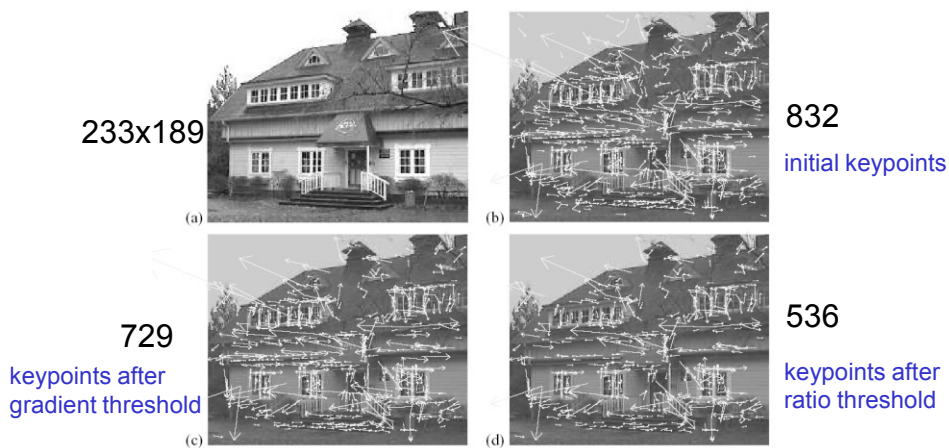 233x189
(a)
832
initial keypoints
(b)
729
keypoints after
gradient threshold
(c)
536
keypoints after
ratio threshold
(d)